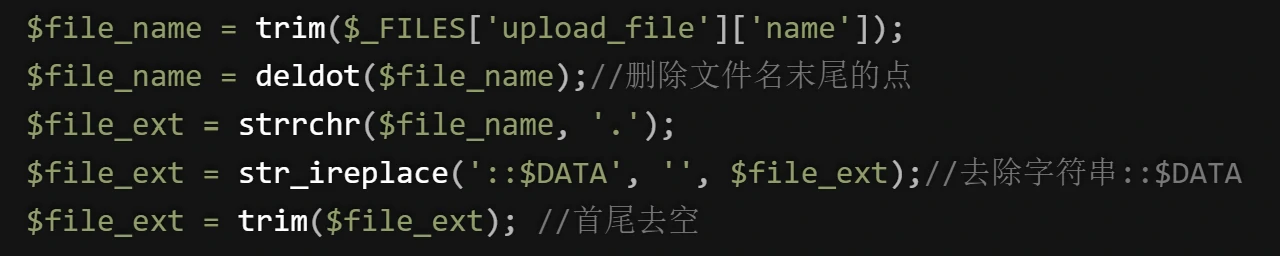 $file_name = trim($_FILES['upload_file']['name']);
$file_name = deldot($file_name);//删除文件名末尾的点
$file_ext = strrchr($file_name, '.');
$file_ext = str_ireplace('::$DATA', '', $file_ext);//去除字符串::$DATA
$file_ext = trim($file_ext); //首尾去空